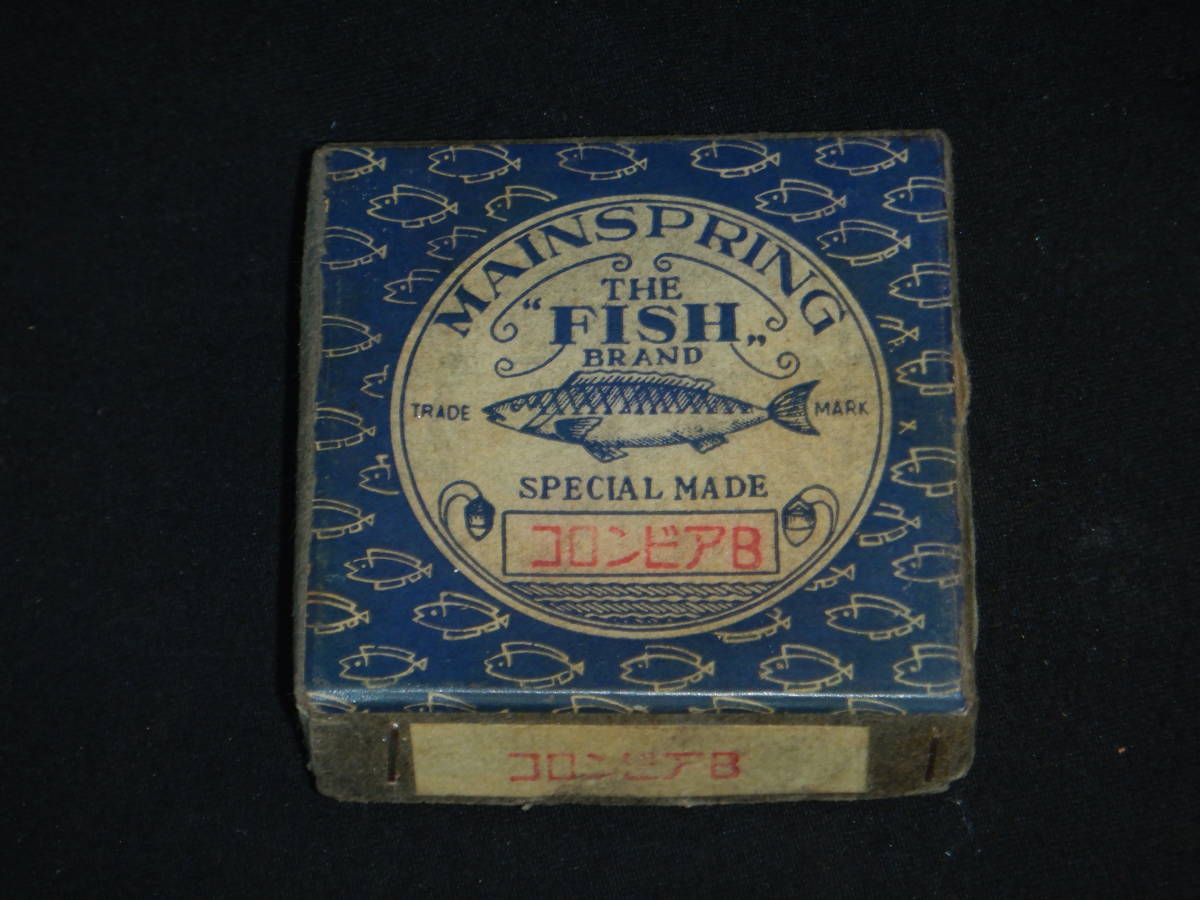 MAINSPRING
THE
"FISH„
BRAND
TRADE MARK
SPECIAL MADE
コロンビアB
コロンビアB